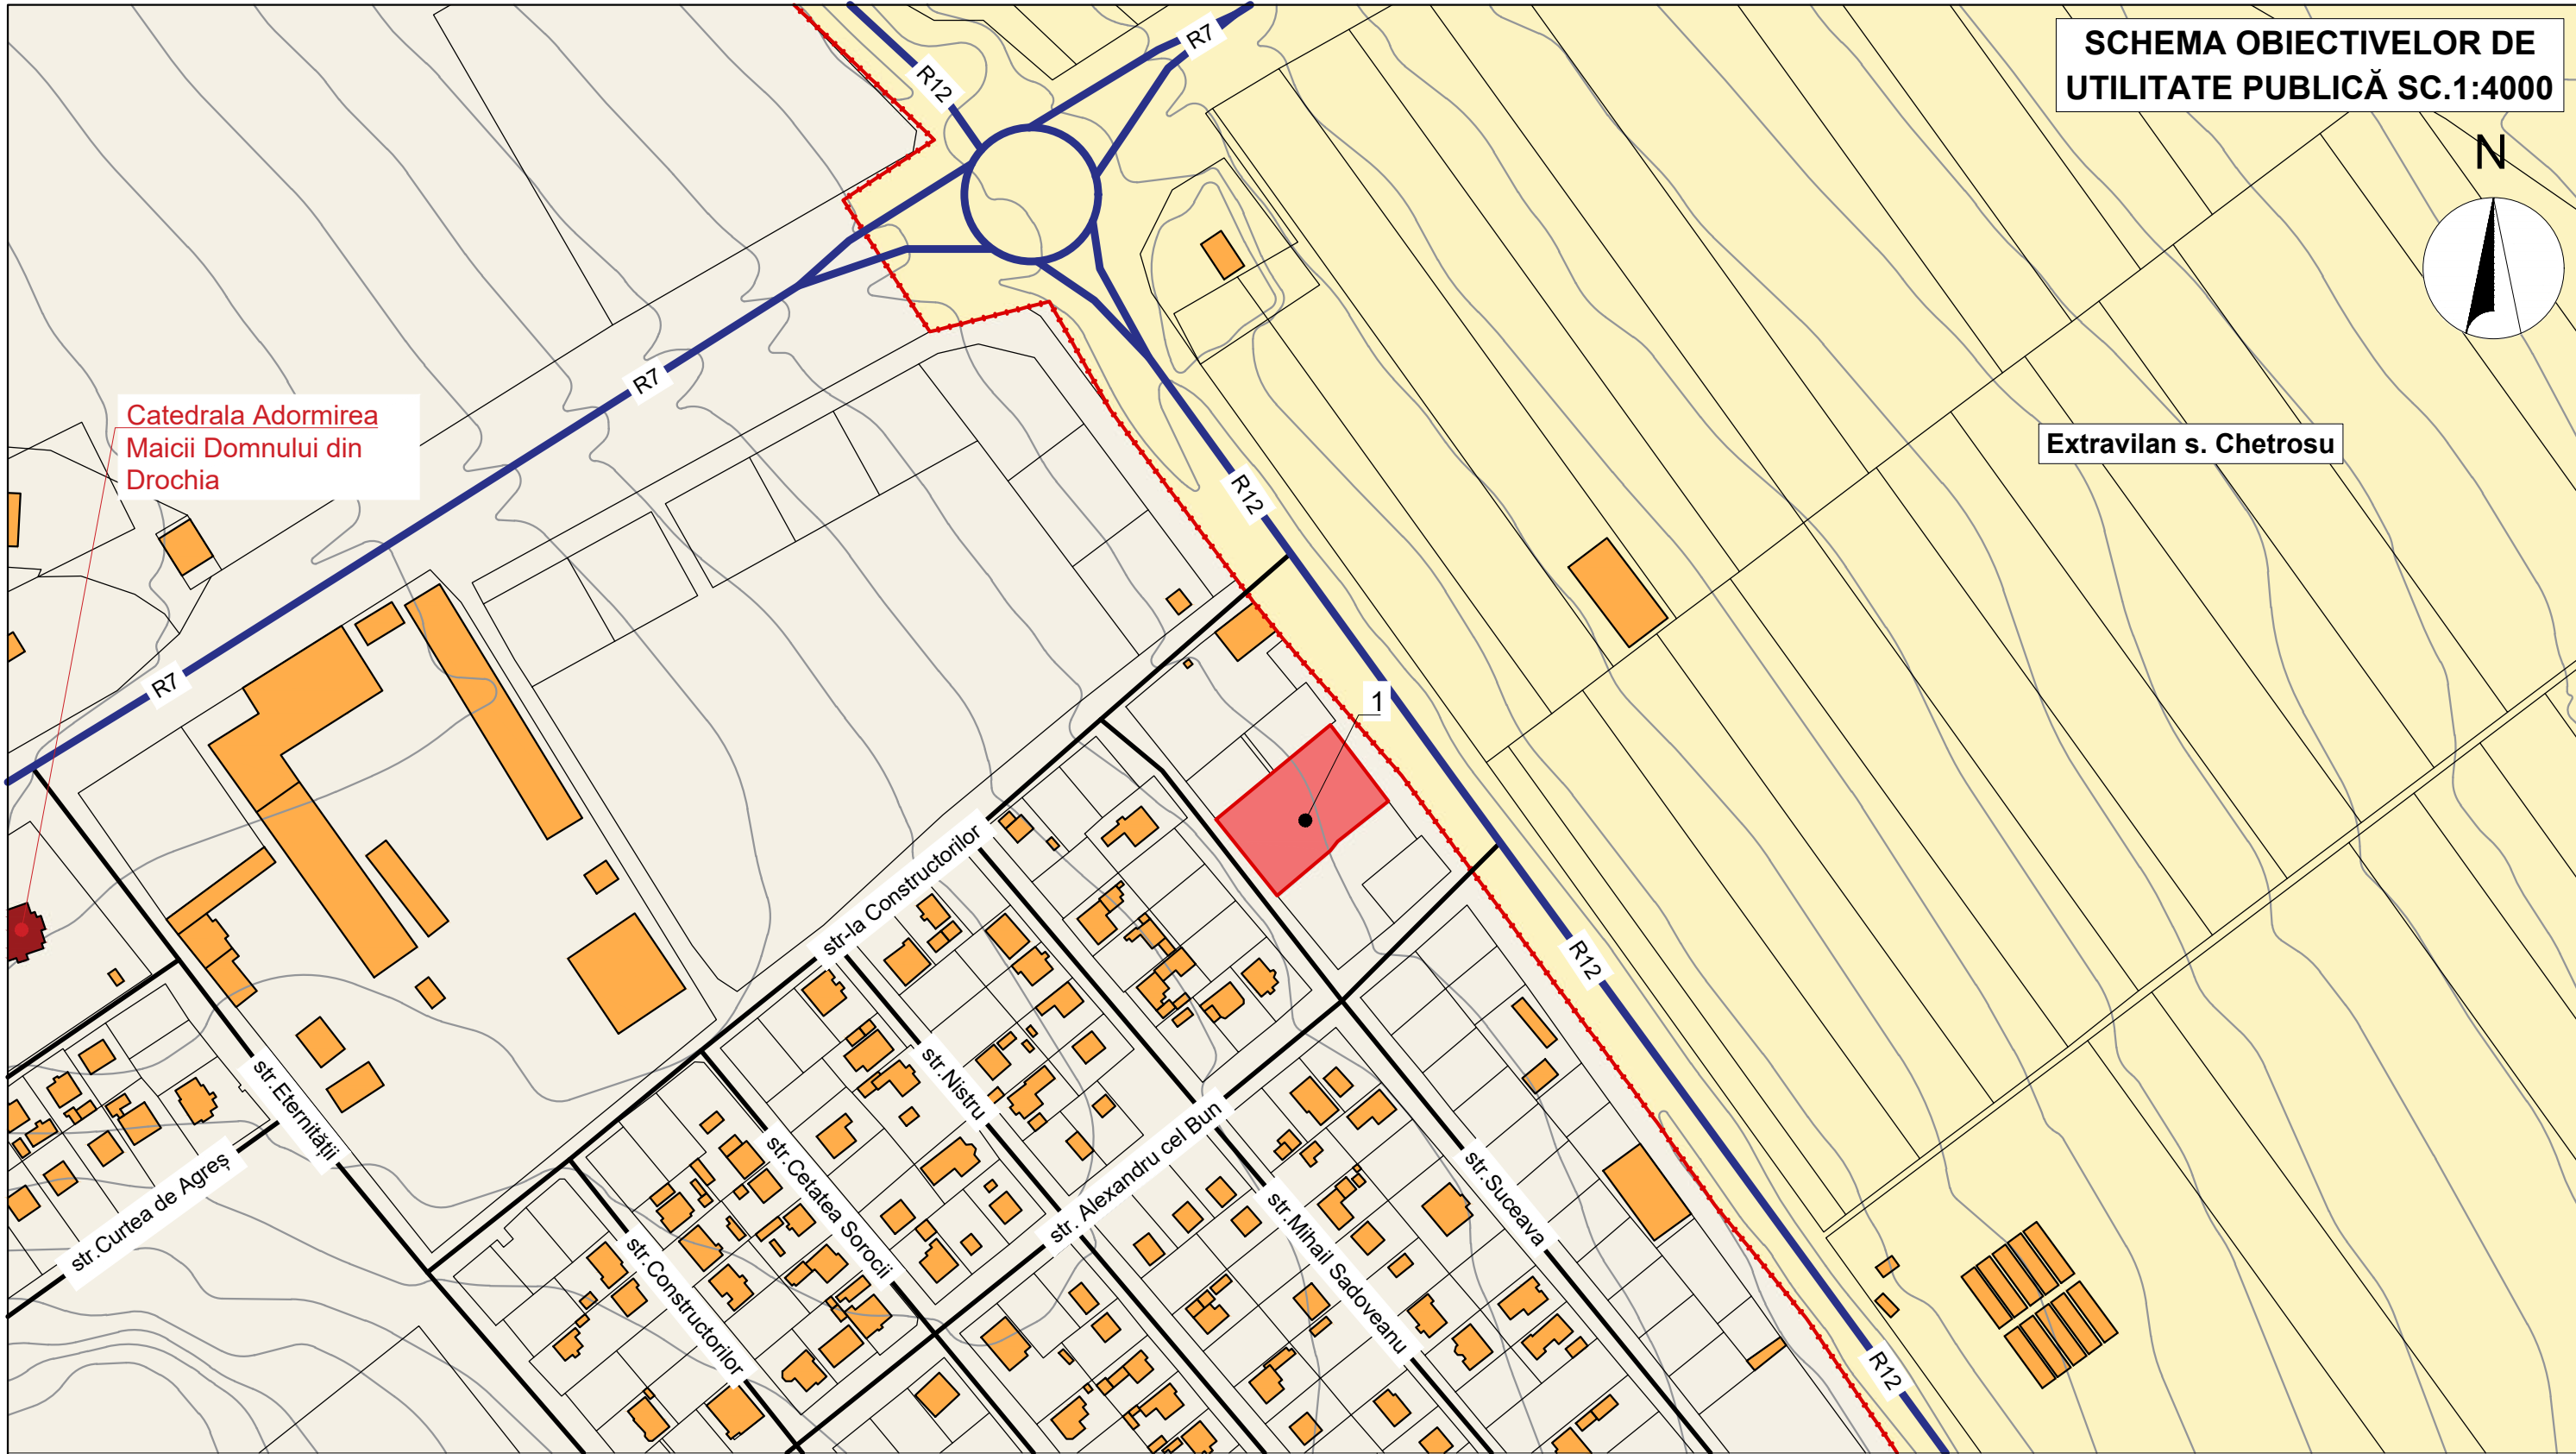 SCHEMA OBIECTIVELOR DE
UTILITATE PUBLICĂ SC.1:4000
N
R7
R12
R7
Catedrala Adormirea
Maicii Domnului din
Drochia
Extravilan s. Chetrosu
R12
R7
1
str-la Constructorilor
R12
str.Eternității
str.Nistru
str. Alexandru cel Bun
str.Curtea de Agreș
str.Cetatea Sorocii
str.Suceava
str.Mihail Sadoveanu
str.Constructorilor
R12